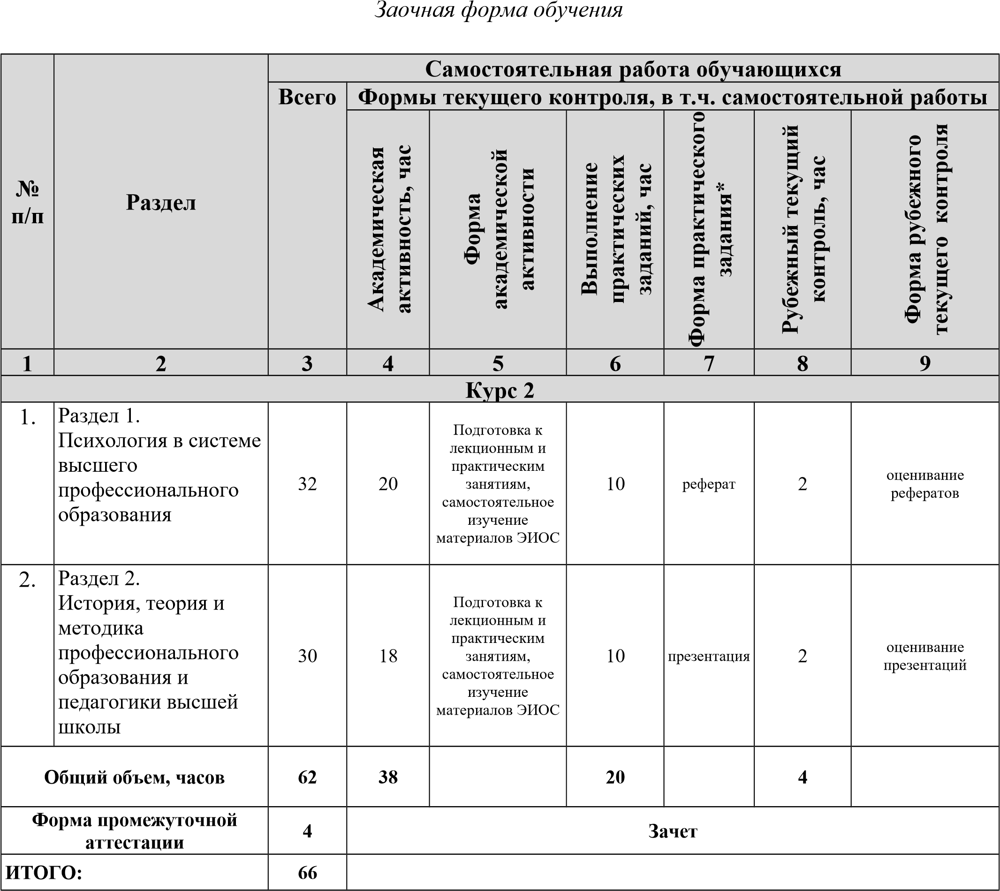 Заочная форма обучения
№
п/п
Раздел
Самостоятельная работа обучающихся
Всего
Формы текущего контроля, в т.ч. самостоятельной работы
Академическая
активность, час
Форма
академической
активности
Выполнение
практических
заданий, час
Форма практического
задания*
Рубежный текущий
контроль, час
Форма рубежного
текущего контроля
1 2 3 4 5 6 7 8 9
Курс 2
1.
Раздел 1.
Психология в системе
высшего
профессионального
образования
32
20
Подготовка к
лекционным и
практическим
занятиям,
самостоятельное
изучение
материалов ЭИОС
10
реферат
2
оценивание
рефератов
2.
Раздел 2.
История, теория и
методика
профессионального
образования и
педагогики высшей
школы
30
18
Подготовка к
лекционным и
практическим
занятиям,
самостоятельное
изучение
материалов ЭИОС
10
презентация
2
оценивание
презентаций
Общий объем, часов 62 38 20 4
Форма промежуточной
аттестации
4
Зачет
ИТОГО: 66